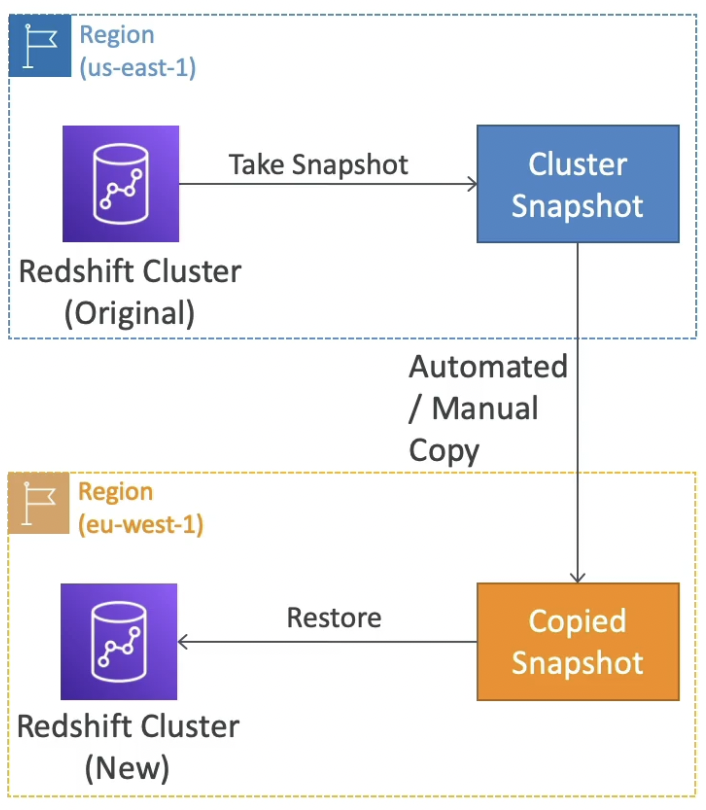 Region
(us-east-1)
Take Snapshot
Cluster
Snapshot
Redshift Cluster
(Original)
Automated
/ Manual
Copy
Region
(eu-west-1)
Restore
Copied
Snapshot
Redshift Cluster
(New)